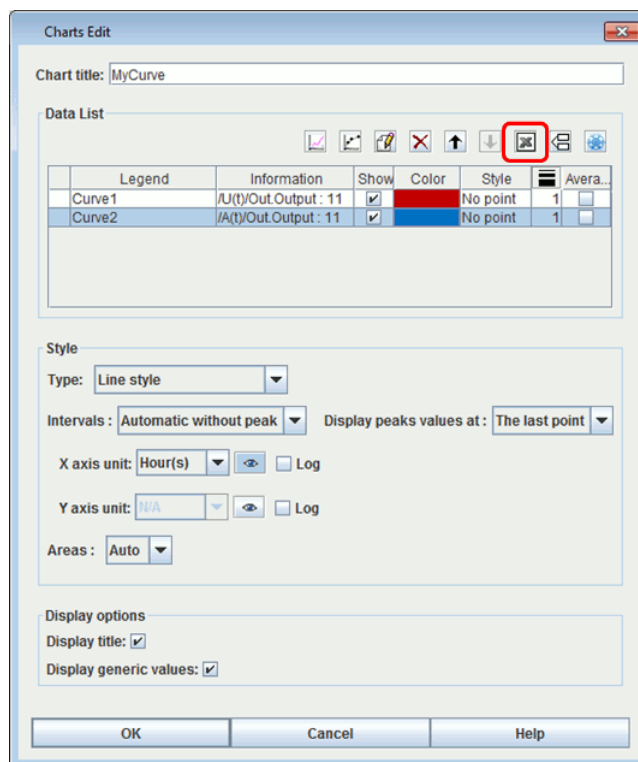 Charts Edit
Chart title: MyCurve
Data List
Legend Information Show Color Style Avera...
Curve1 /U(t)/Out.Output : 11 No point 1
Curve2 /A(t)/Out.Output : 11 No point 1
Style
Type: Line style
Intervals : Automatic without peak Display peaks values at : The last point
X axis unit: Hour(s) Log
Y axis unit: N/A Log
Areas : Auto
Display options
Display title:
Display generic values:
OK Cancel Help